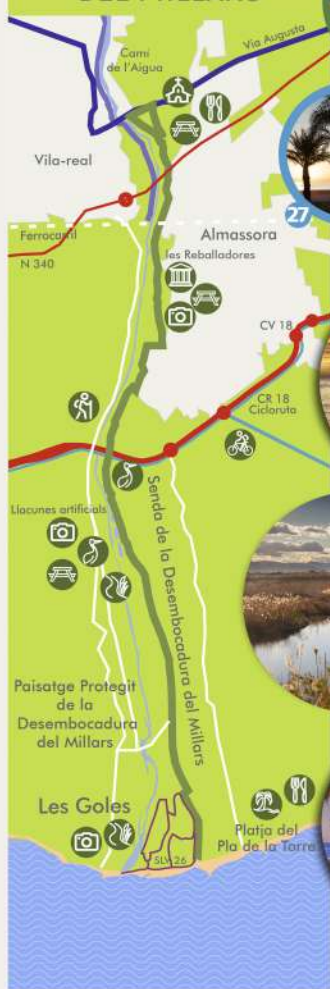 Camí
de l'Aigua
Via Augusta
Vila-real
27
Ferrocarril
Almassora
N 340
les Reballadores
CV 18
CR 18
Cicloruta
Llacunes artificials
Senda de la Desembocadura del Millars
Paisatge Protegit
de la
Desembocadura
del Millars
Les Goles
Platja del
Pla de la Torre
SLV 26